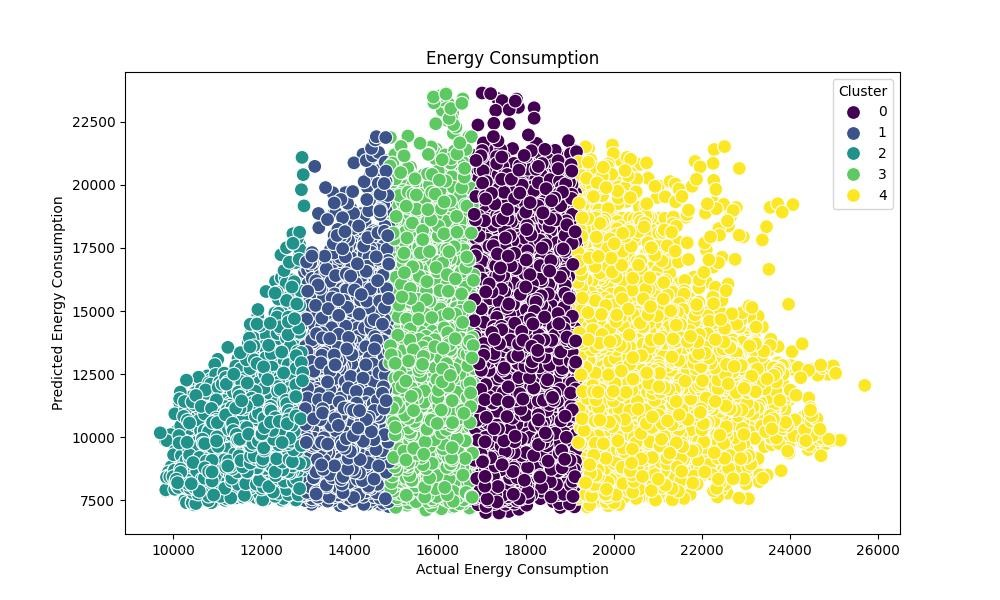 Energy Consumption
Cluster
0
1
2
3
4
Predicted Energy Consumption
22500
20000
17500
15000
12500
10000
7500
10000 12000 14000 16000 18000 20000 22000 24000 26000
Actual Energy Consumption